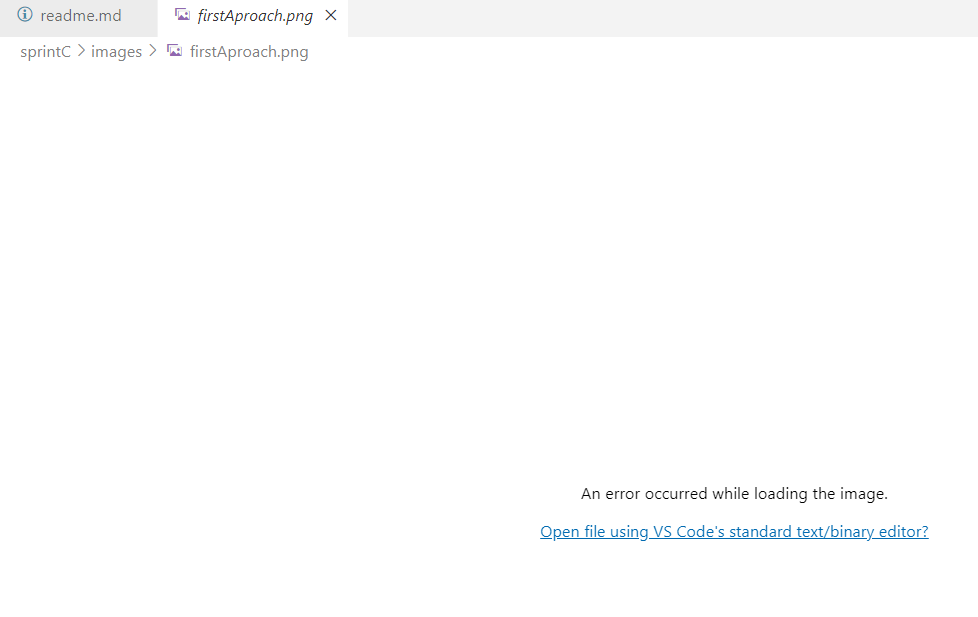 readme.md firstAproach.png
sprintC > images > firstAproach.png
An error occurred while loading the image.
Open file using VS Code's standard text/binary editor?